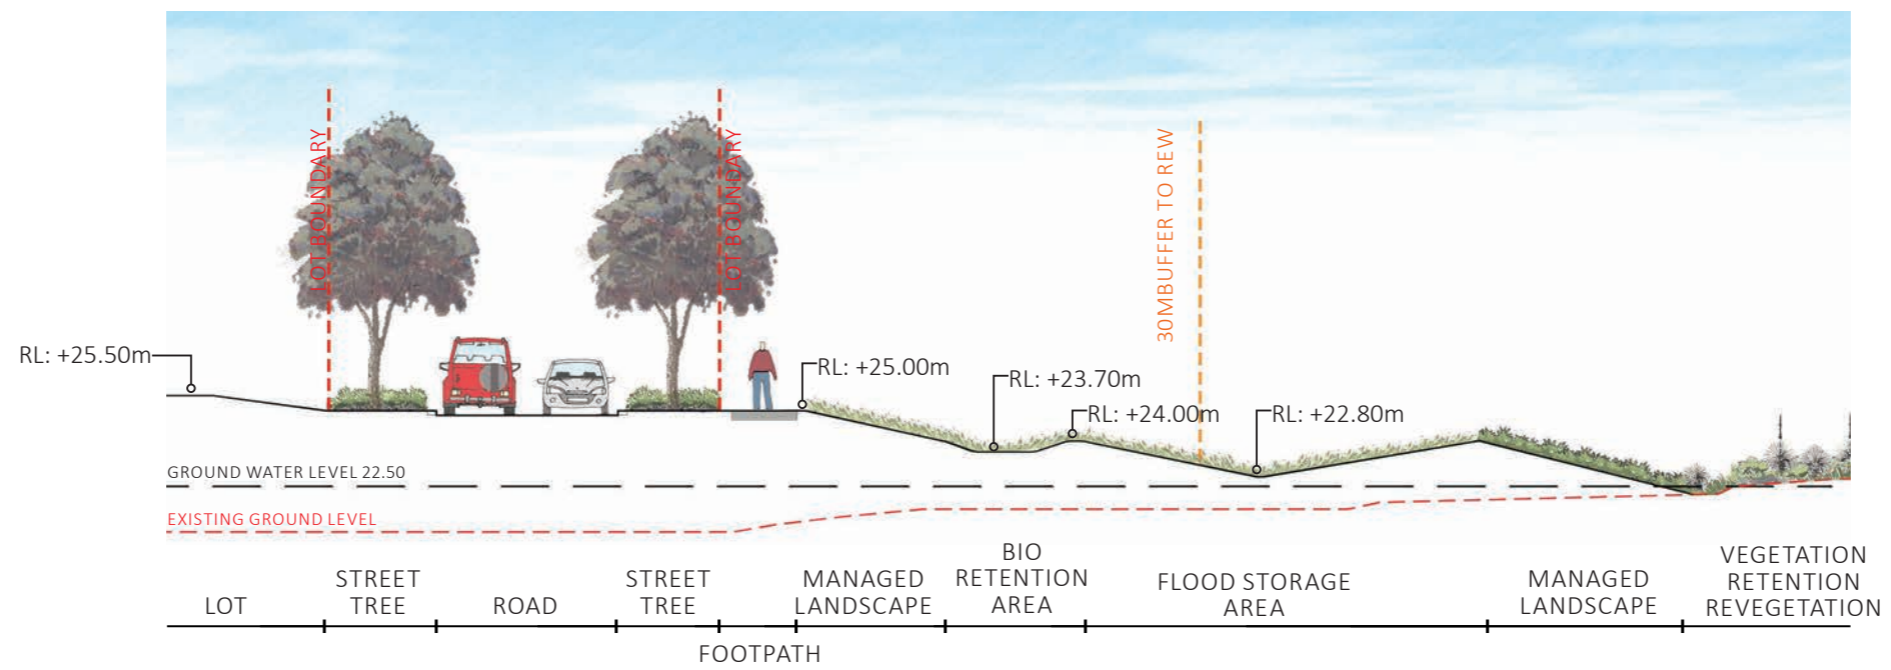 LOT BOUNDARY
LOT BOUNDARY
30MBUFFER TO REW
RL: +25.50m
RL: +25.00m
RL: +23.70m
RL: +24.00m
RL: +22.80m
GROUND WATER LEVEL 22.50
EXISTING GROUND LEVEL
LOT
STREET
TREE
ROAD
STREET
TREE
FOOTPATH
MANAGED
LANDSCAPE
BIO
RETENTION
AREA
FLOOD STORAGE
AREA
MANAGED
LANDSCAPE
VEGETATION
RETENTION
REVEGETATION